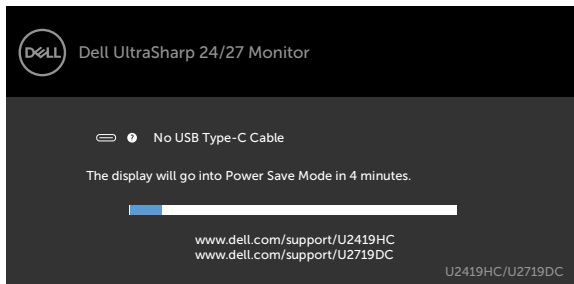 DELL
Dell UltraSharp 24/27 Monitor
? No USB Type-C Cable
The display will go into Power Save Mode in 4 minutes.
www.dell.com/support/U2419HC
www.dell.com/support/U2719DC
U2419HC/U2719DC